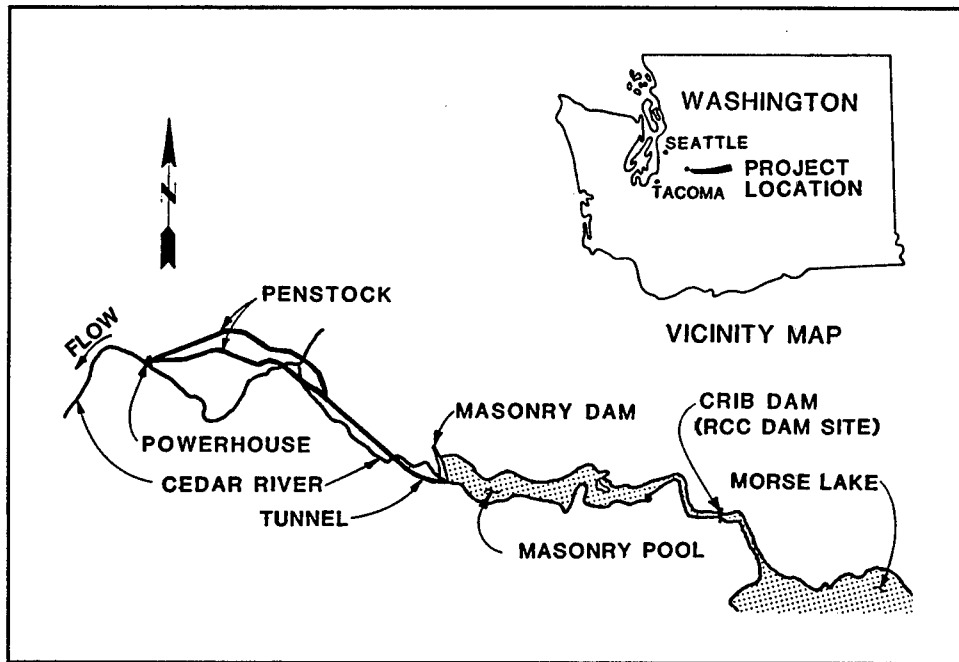 WASHINGTON
SEATTLE
PROJECT
LOCATION
TACOMA
VICINITY MAP
N
PENSTOCK
FLOW
POWERHOUSE
CEDAR RIVER
TUNNEL
MASONRY DAM
MASONRY POOL
CRIB DAM
(RCC DAM SITE)
MORSE LAKE